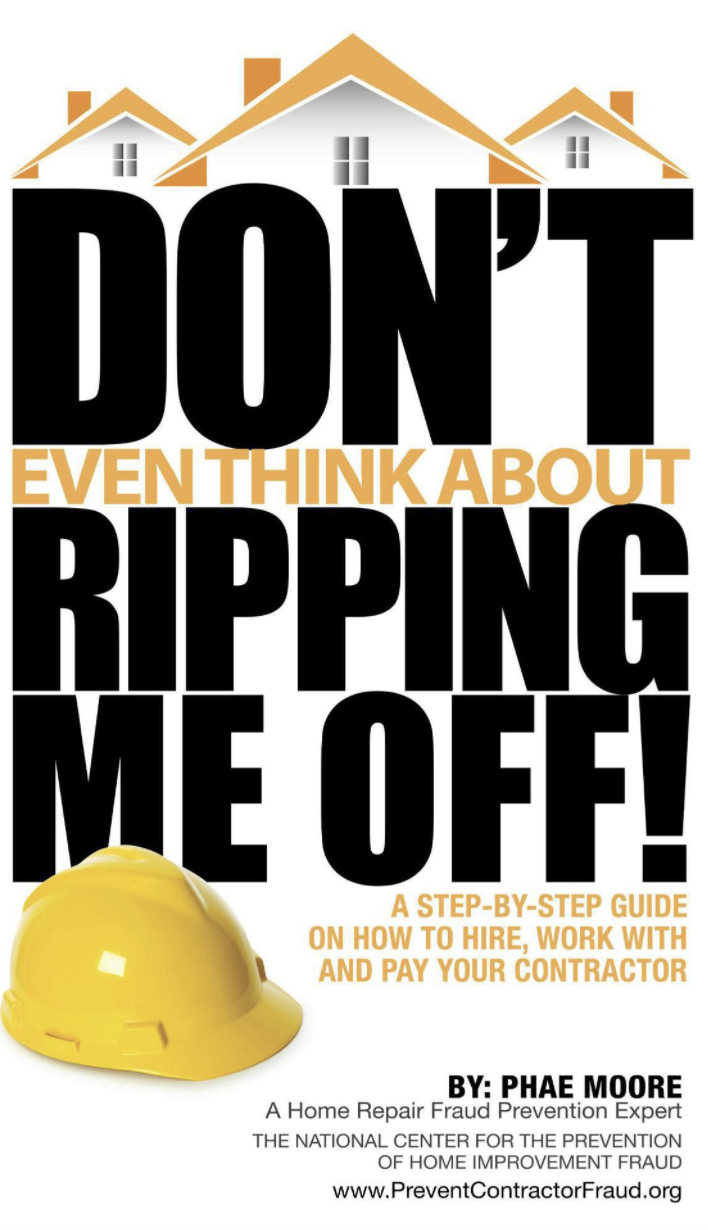 DON'T
EVEN THINK ABOUT
RIPPING
ME OFF!
A STEP-BY-STEP GUIDE
ON HOW TO HIRE, WORK WITH
AND PAY YOUR CONTRACTOR
BY: PHAE MOORE
A Home Repair Fraud Prevention Expert
THE NATIONAL CENTER FOR THE PREVENTION
OF HOME IMPROVEMENT FRAUD
www.PreventContractorFraud.org